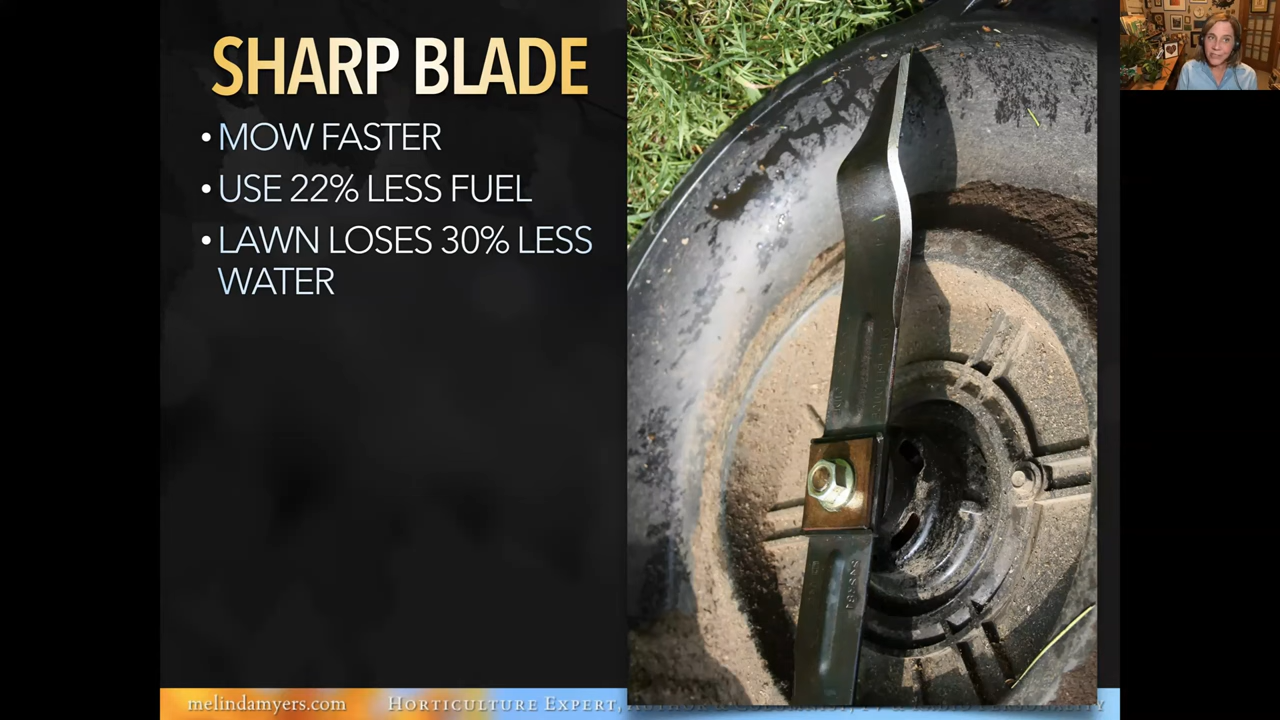 SHARP BLADE
• MOW FASTER
• USE 22% LESS FUEL
• LAWN LOSES 30% LESS
WATER
melindamyers.com HORTICULTURE EXPERT,